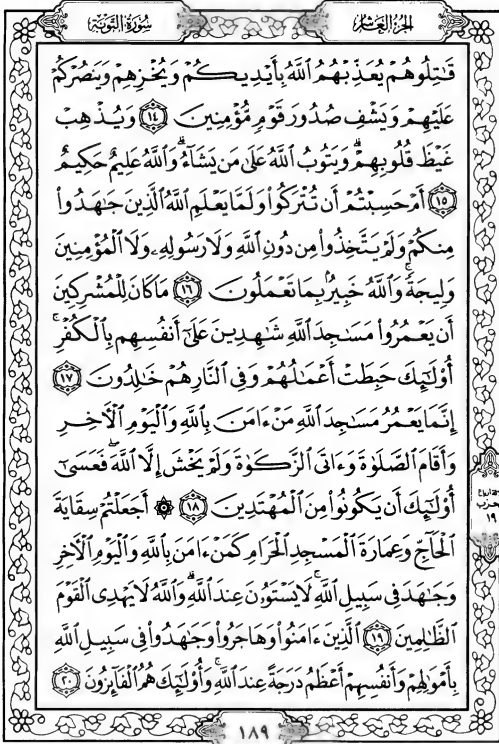 سُورَةُ التَّوْبَةِ
الجُزْءُ العَاشِرُ
قَٰتِلُوهُمْ يُعَذِّبْهُمُ ٱللَّهُ بِأَيْدِيكُمْ وَيُخْزِهِمْ وَيَنصُرْكُمْ
عَلَيْهِمْ وَيَشْفِ صُدُورَ قَوْمٍ مُّؤْمِنِينَ ١٤ وَيُذْهِبْ
غَيْظَ قُلُوبِهِمْ وَيَتُوبُ ٱللَّهُ عَلَىٰ مَن يَشَآءُ وَٱللَّهُ عَلِيمٌ حَكِيمٌ
١٥ أَمْ حَسِبْتُمْ أَن تُتْرَكُوا۟ وَلَمَّا يَعْلَمِ ٱللَّهُ ٱلَّذِينَ جَٰهَدُوا۟
مِنكُمْ وَلَمْ يَتَّخِذُوا۟ مِن دُونِ ٱللَّهِ وَلَا رَسُولِهِۦ وَلَا ٱلْمُؤْمِنِينَ
وَلِيجَةً وَٱللَّهُ خَبِيرٌۢ بِمَا تَعْمَلُونَ ١٦ مَا كَانَ لِلْمُشْرِكِينَ
أَن يَعْمُرُوا۟ مَسَٰجِدَ ٱللَّهِ شَٰهِدِينَ عَلَىٰٓ أَنفُسِهِم بِٱلْكُفْرِ
أُو۟لَٰٓئِكَ حَبِطَتْ أَعْمَٰلُهُمْ وَفِى ٱلنَّارِ هُمْ خَٰلِدُونَ ١٧
إِنَّمَا يَعْمُرُ مَسَٰجِدَ ٱللَّهِ مَنْ ءَامَنَ بِٱللَّهِ وَٱلْيَوْمِ ٱلْءَاخِرِ
وَأَقَامَ ٱلصَّلَوٰةَ وَءَاتَى ٱلزَّكَوٰةَ وَلَمْ يَخْشَ إِلَّا ٱللَّهَ فَعَسَىٰٓ
أُو۟لَٰٓئِكَ أَن يَكُونُوا۟ مِنَ ٱلْمُهْتَدِينَ ١٨ ۞ أَجَعَلْتُمْ سِقَايَةَ
ٱلْحَآجِّ وَعِمَارَةَ ٱلْمَسْجِدِ ٱلْحَرَامِ كَمَنْ ءَامَنَ بِٱللَّهِ وَٱلْيَوْمِ ٱلْءَاخِرِ
وَجَٰهَدَ فِى سَبِيلِ ٱللَّهِ لَا يَسْتَوُۥنَ عِندَ ٱللَّهِ وَٱللَّهُ لَا يَهْدِى ٱلْقَوْمَ
ٱلظَّٰلِمِينَ ١٩ ٱلَّذِينَ ءَامَنُوا۟ وَهَاجَرُوا۟ وَجَٰهَدُوا۟ فِى سَبِيلِ ٱللَّهِ
بِأَمْوَٰلِهِمْ وَأَنفُسِهِمْ أَعْظَمُ دَرَجَةً عِندَ ٱللَّهِ وَأُو۟لَٰٓئِكَ هُمُ ٱلْفَآئِزُونَ ٢٠
حزب
١٩
١٨٩